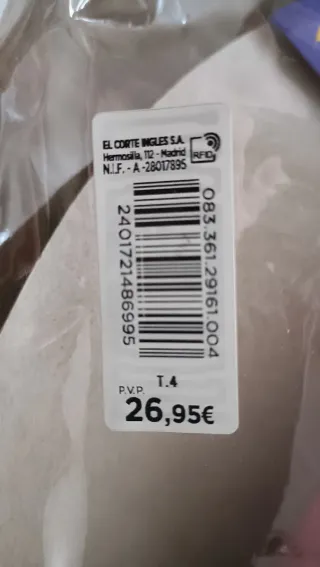 EL CORTE INGLES S.A.
Hermosilla, 112 - Madrid
N.I.F. - A -28017895
RFID
083.361.29161.004
2401721486995
T.4
P.V.P.
26,95€